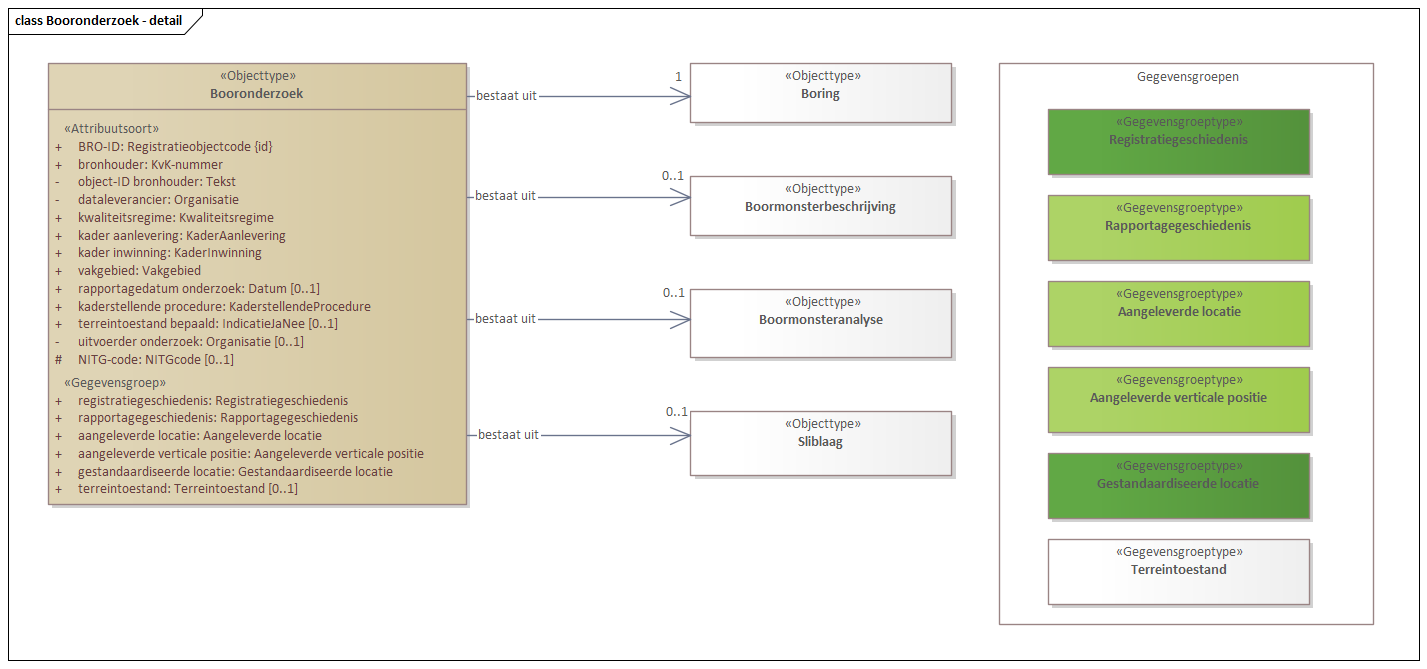 class Booronderzoek - detail
«Objecttype»
Booronderzoek
«Attribuutsoort»
+ BRO-ID: Registratieobjectcode {id}
+ bronhouder: KvK-nummer
- object-ID bronhouder: Tekst
- dataleverancier: Organisatie
+ kwaliteitsregime: Kwaliteitsregime
+ kader aanlevering: KaderAanlevering
+ kader inwinning: KaderInwinning
+ vakgebied: Vakgebied
+ rapportagedatum onderzoek: Datum [0..1]
+ kaderstellende procedure: KaderstellendeProcedure
+ terreintoestand bepaald: IndicatieJaNee [0..1]
- uitvoerder onderzoek: Organisatie [0..1]
# NITG-code: NITGcode [0..1]
«Gegevensgroep»
+ registratiegeschiedenis: Registratiegeschiedenis
+ rapportagegeschiedenis: Rapportagegeschiedenis
+ aangeleverde locatie: Aangeleverde locatie
+ aangeleverde verticale positie: Aangeleverde verticale positie
+ gestandaardiseerde locatie: Gestandaardiseerde locatie
+ terreintoestand: Terreintoestand [0..1]
bestaat uit
1
«Objecttype»
Boring
bestaat uit
0..1
«Objecttype»
Boormonsterbeschrijving
bestaat uit
0..1
«Objecttype»
Boormonsteranalyse
bestaat uit
0..1
«Objecttype»
Sliblaag
Gegevensgroepen
«Gegevensgroeptype»
Registratiegeschiedenis
«Gegevensgroeptype»
Rapportagegeschiedenis
«Gegevensgroeptype»
Aangeleverde locatie
«Gegevensgroeptype»
Aangeleverde verticale positie
«Gegevensgroeptype»
Gestandaardiseerde locatie
«Gegevensgroeptype»
Terreintoestand